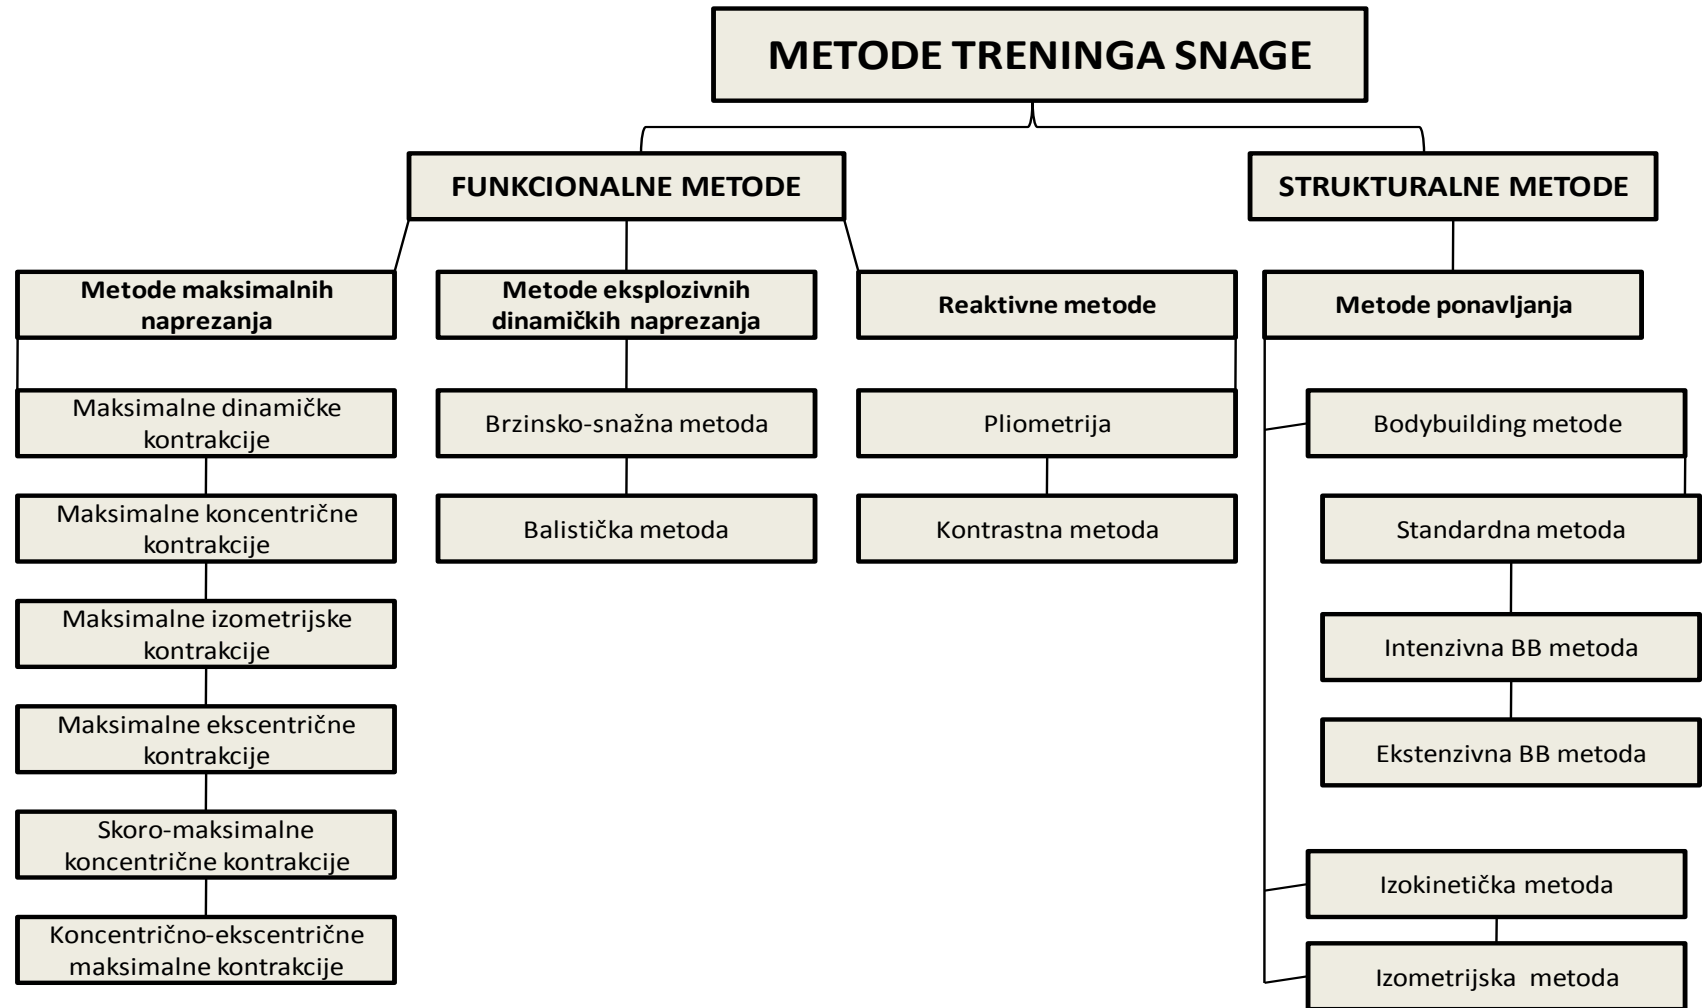 METODE TRENINGA SNAGE
FUNKCIONALNE METODE
STRUKTURALNE METODE
Metode maksimalnih
naprezanja
Metode eksplozivnih
dinamičkih naprezanja
Reaktivne metode
Metode ponavljanja
Maksimalne dinamičke
kontrakcije
Maksimalne koncentrične
kontrakcije
Maksimalne izometrijske
kontrakcije
Maksimalne ekscentrične
kontrakcije
Skoro-maksimalne
koncentrične kontrakcije
Koncentrično-ekscentrične
maksimalne kontrakcije
Brzinsko-snažna metoda
Balistička metoda
Pliometrija
Kontrastna metoda
Bodybuilding metode
Standardna metoda
Intenzivna BB metoda
Ekstenzivna BB metoda
Izokinetička metoda
Izometrijska metoda